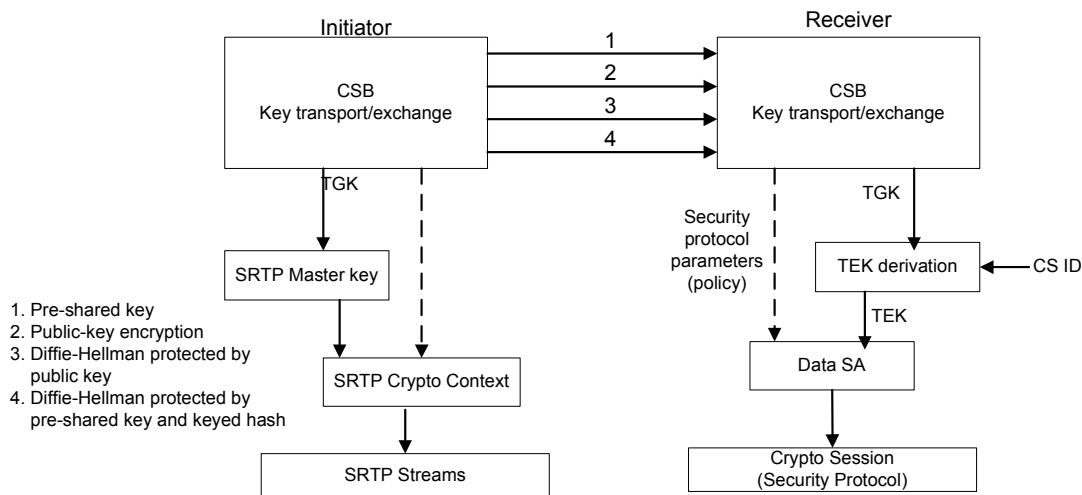 Initiator
Receiver
1
2
3
4
CSB
Key transport/exchange
CSB
Key transport/exchange
TGK
TGK
Security
protocol
parameters
(policy)
SRTP Master key
TEK derivation
CS ID
TEK
1. Pre-shared key
2. Public-key encryption
3. Diffie-Hellman protected by
public key
4. Diffie-Hellman protected by
pre-shared key and keyed hash
SRTP Crypto Context
Data SA
SRTP Streams
Crypto Session
(Security Protocol)